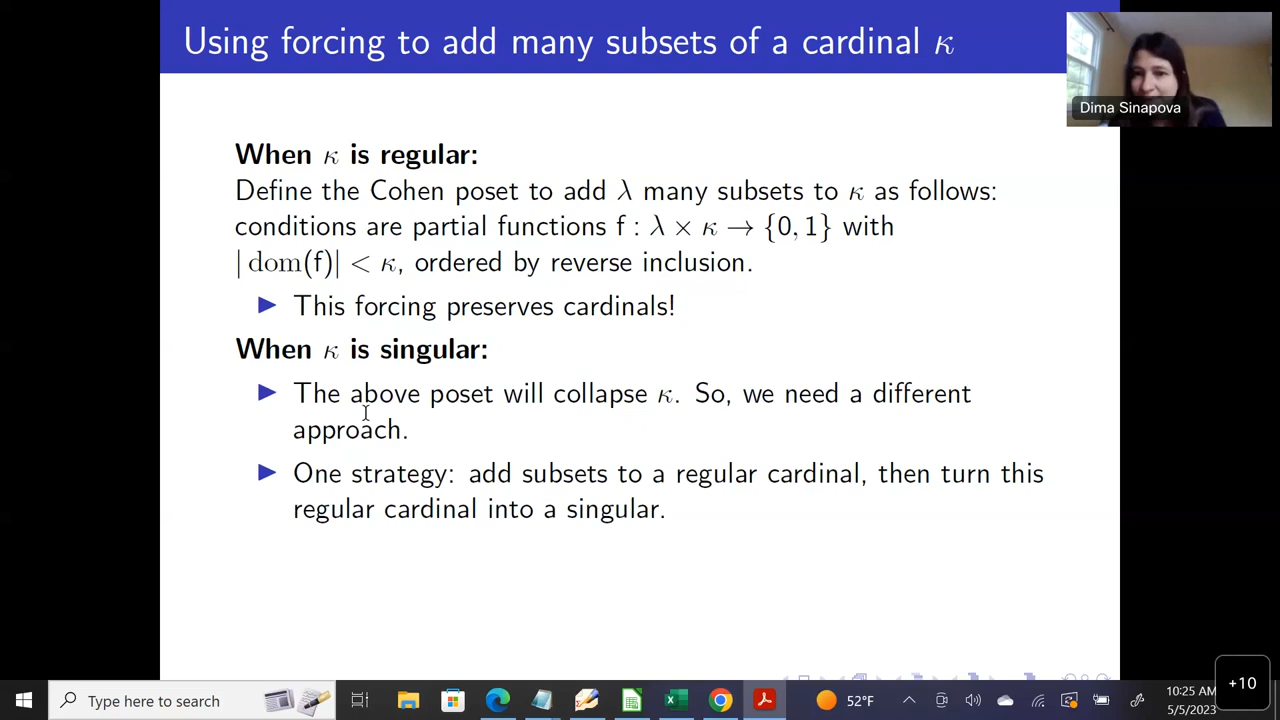 Using forcing to add many subsets of a cardinal κ
Dima Sinapova
When κ is regular:
Define the Cohen poset to add λ many subsets to κ as follows:
conditions are partial functions f : λ × κ → {0, 1} with
| dom(f)| < κ, ordered by reverse inclusion.
▶ This forcing preserves cardinals!
When κ is singular:
▶ The above poset will collapse κ. So, we need a different
approach.
▶ One strategy: add subsets to a regular cardinal, then turn this
regular cardinal into a singular.
+10
Type here to search
52°F
10:25 AM
5/5/2023